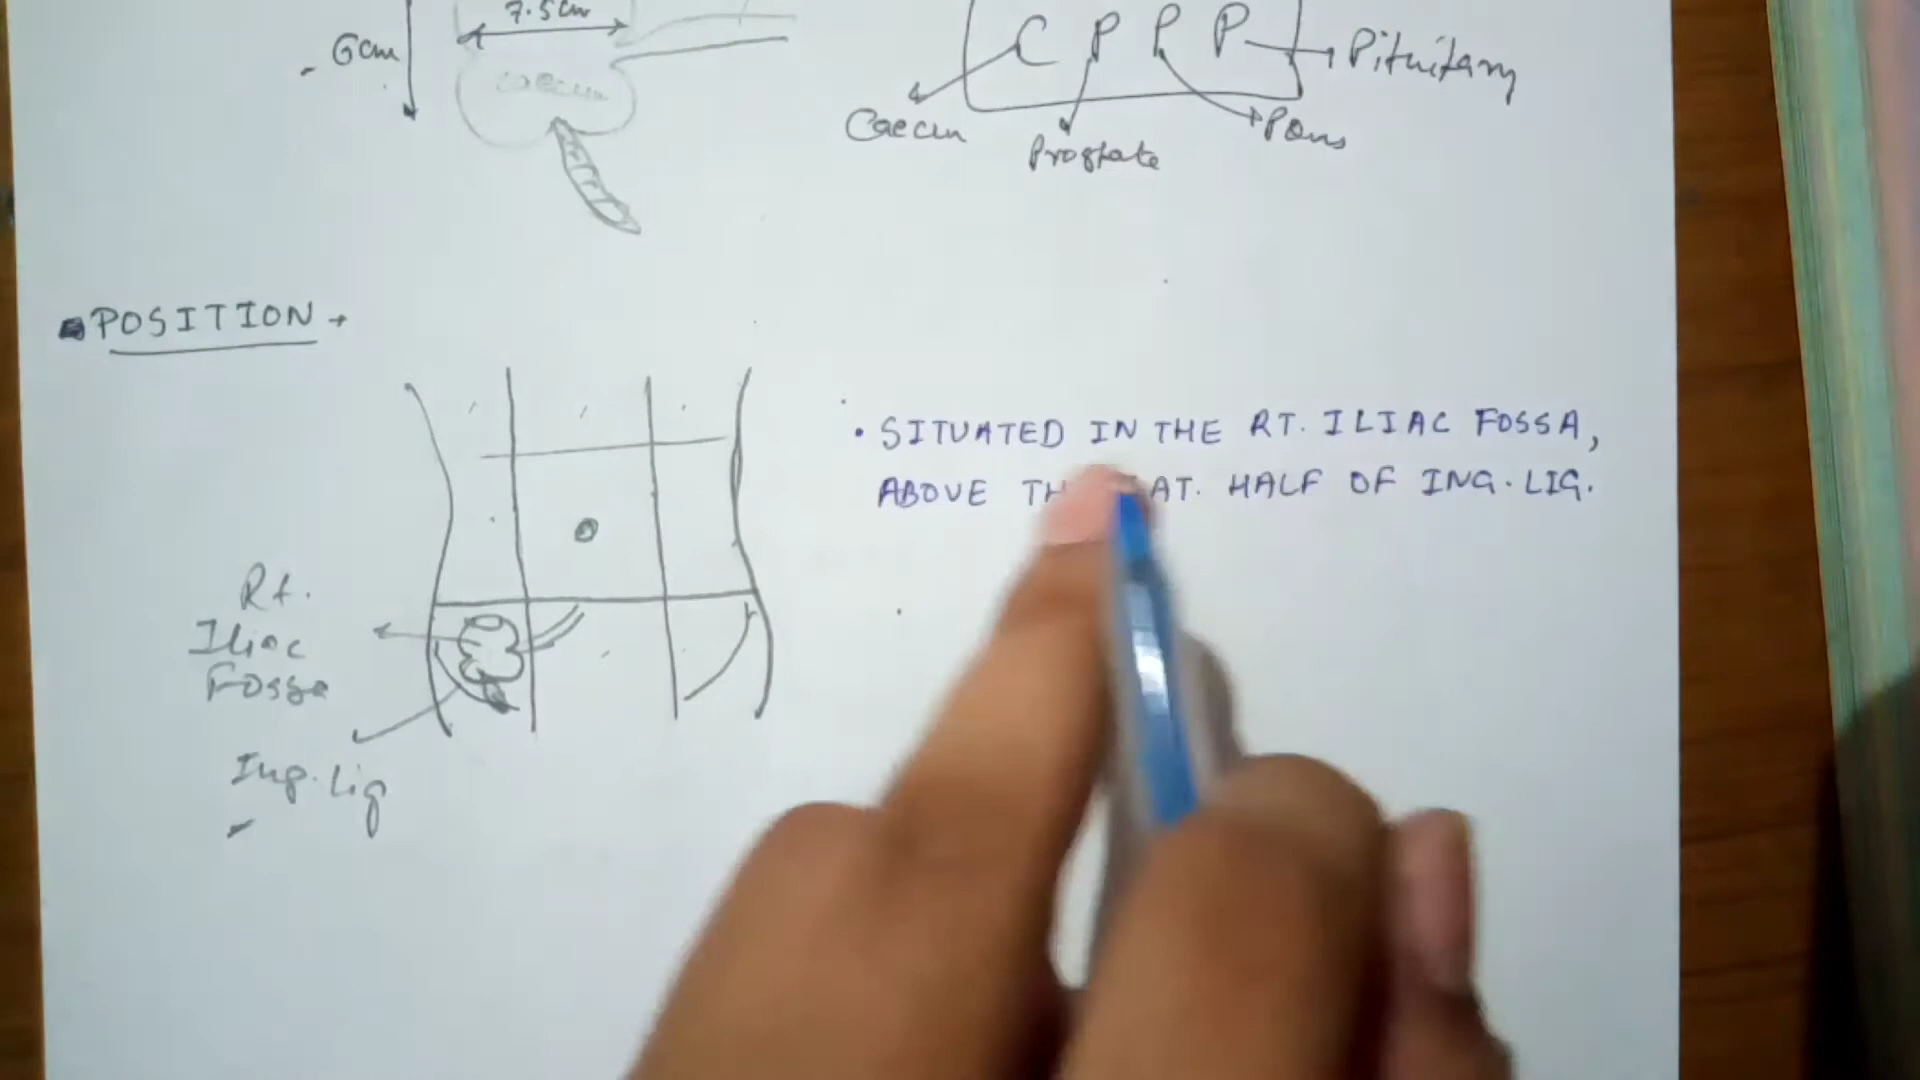 7.5cm
6cm
caecum
C P P P
Pituitary
Caecum
Prostate
Pons
POSITION
SITUATED IN THE RT. ILIAC FOSSA,
ABOVE AT. HALF OF ING. LIG.
Rt.
Iliac
Fossa
Ing. Lig